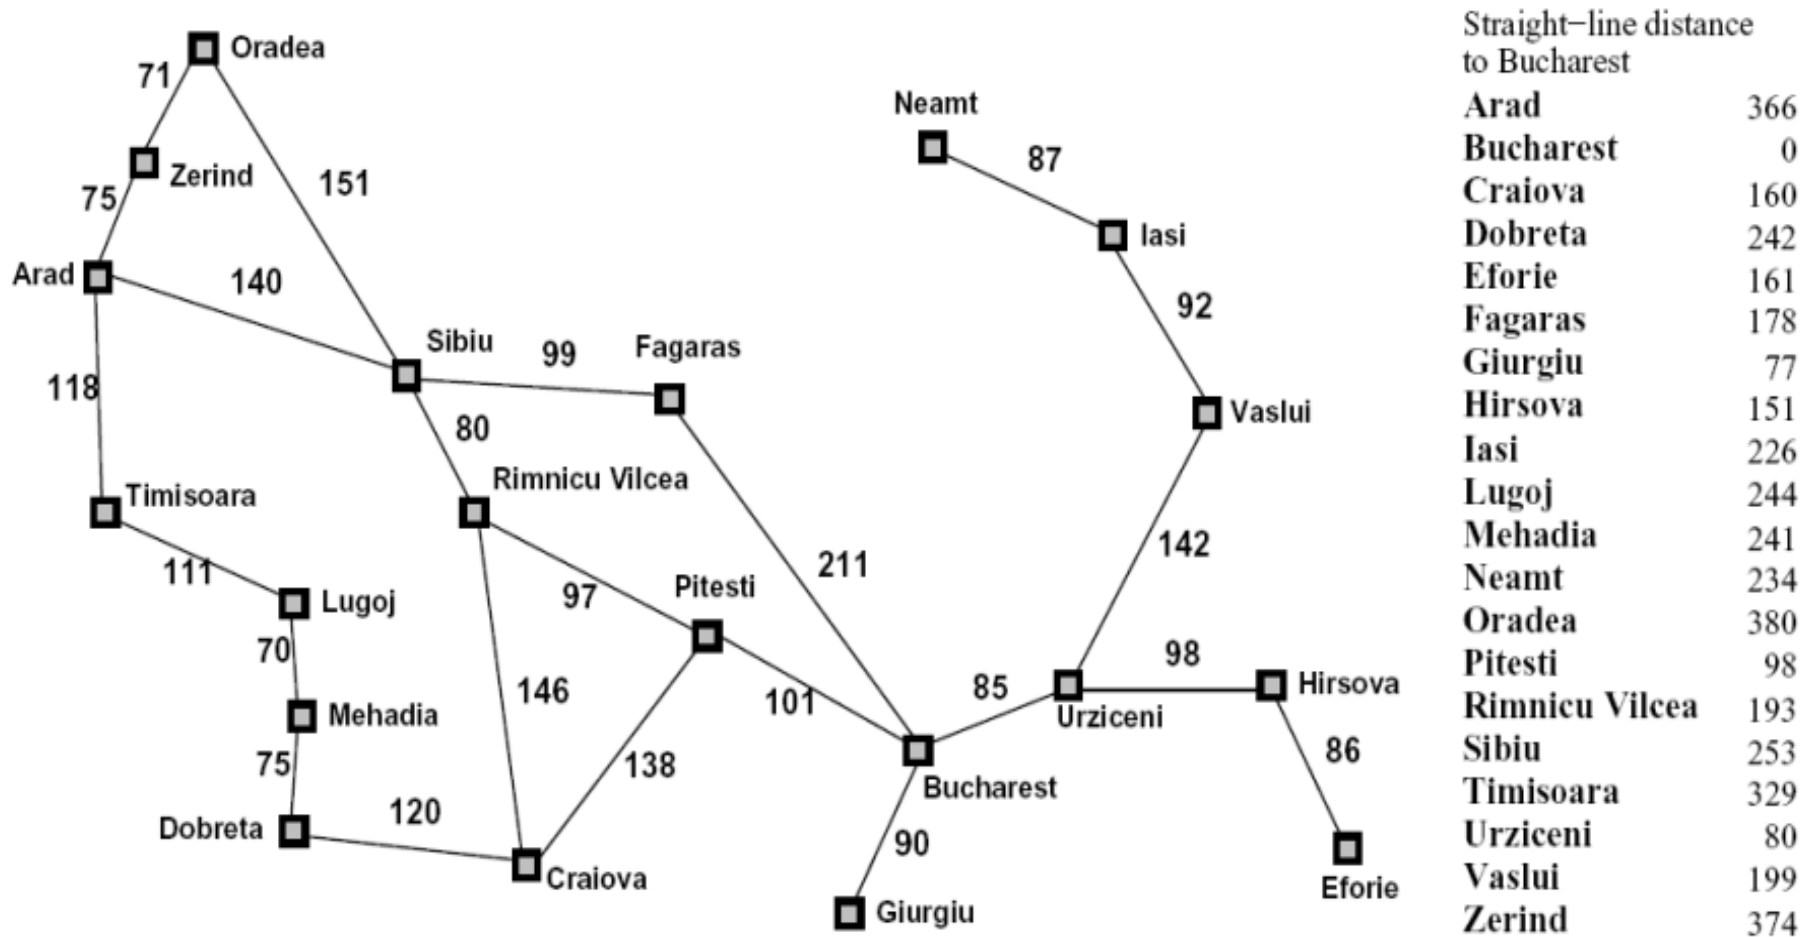 Oradea
71
Neamt
87
Zerind
151
75
Iasi
Arad
140
92
Sibiu
99
Fagaras
118
80
Vaslui
Timisoara
Rimnicu Vilcea
142
211
111
Lugoj
97
Pitesti
70
98
146
85
Hirsova
Mehadia
101
Urziceni
75
138
86
Bucharest
120
Dobreta
90
Craiova
Eforie
Giurgiu
Straight−line distance
to Bucharest
Arad 366
Bucharest 0
Craiova 160
Dobreta 242
Eforie 161
Fagaras 178
Giurgiu 77
Hirsova 151
Iasi 226
Lugoj 244
Mehadia 241
Neamt 234
Oradea 380
Pitesti 98
Rimnicu Vilcea 193
Sibiu 253
Timisoara 329
Urziceni 80
Vaslui 199
Zerind 374